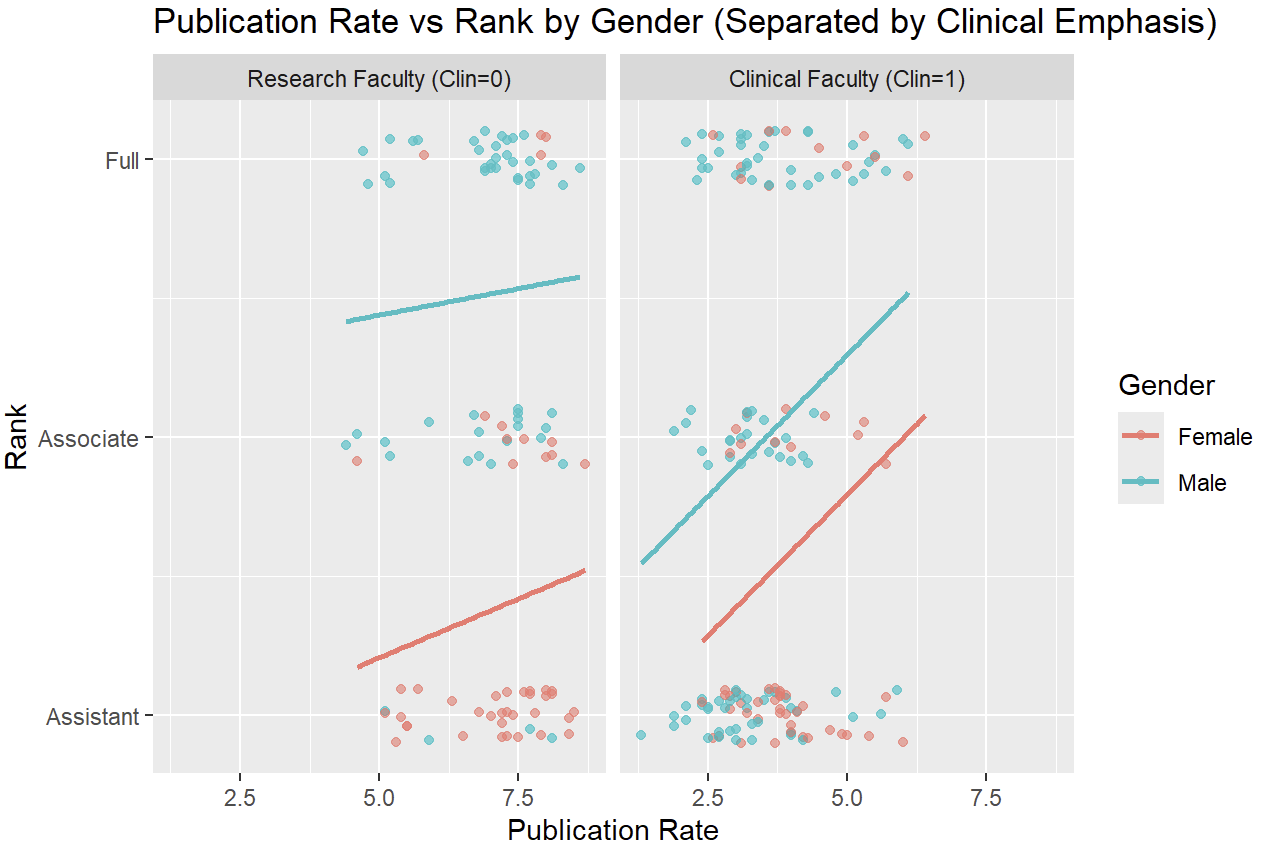 Publication Rate vs Rank by Gender (Separated by Clinical Emphasis)
Research Faculty (Clin=0)
Clinical Faculty (Clin=1)
Full
Associate
Assistant
Rank
2.5
5.0
7.5
2.5
5.0
7.5
Publication Rate
Gender
Female
Male